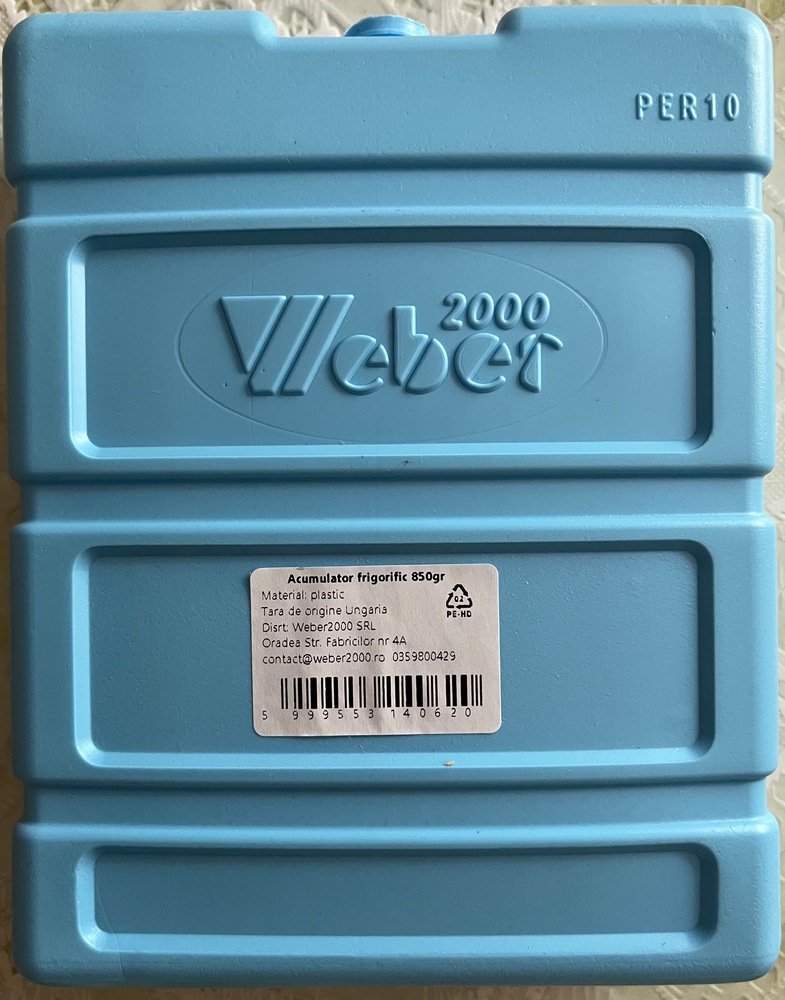 PER10
Weber 2000
Acumulator frigorific 850gr
Material: plastic
Tara de origine Ungaria
Disrt: Weber2000 SRL
Oradea Str. Fabricilor nr 4A
contact@weber2000.ro 0359800429
02
PE-HD
5 999553 140620